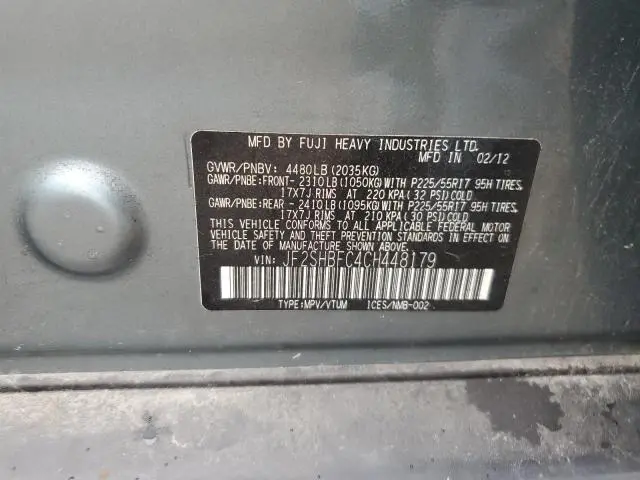 MFD BY FUJI HEAVY INDUSTRIES LTD.
MFD IN 02/12
GVWR/PNBV: 4480LB (2035KG)
GAWR/PNBE:FRONT- 2310LB (1050KG) WITH P225/55R17 95H TIRES,
17X7J RIMS AT 220 KPA (32 PSI) COLD
GAWR/PNBE:REAR - 2410LB (1095KG) WITH P225/55R17 95H TIRES,
17X7J RIMS AT 210 KPA (30 PSI) COLD
THIS VEHICLE CONFORMS TO ALL APPLICABLE FEDERAL MOTOR
VEHICLE SAFETY AND THEFT PREVENTION STANDARDS IN EFFECT ON
THE DATE OF MANUFACTURE SHOWN ABOVE.
VIN: JF2SHBFC4CH448179
TYPE:MPV/VTUM ICES/NMB-002